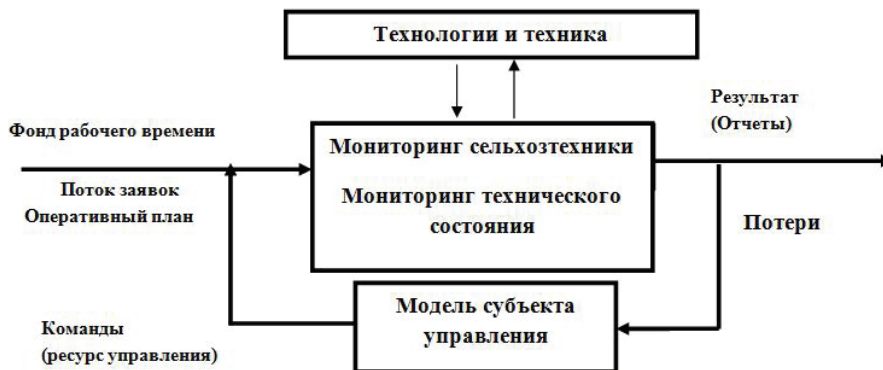 Технологии и техника
Результат
(Отчеты)
Фонд рабочего времени
Мониторинг сельхозтехники
Поток заявок
Оперативный план
Мониторинг технического
состояния
Потери
Модель субъекта
управления
Команды
(ресурс управления)